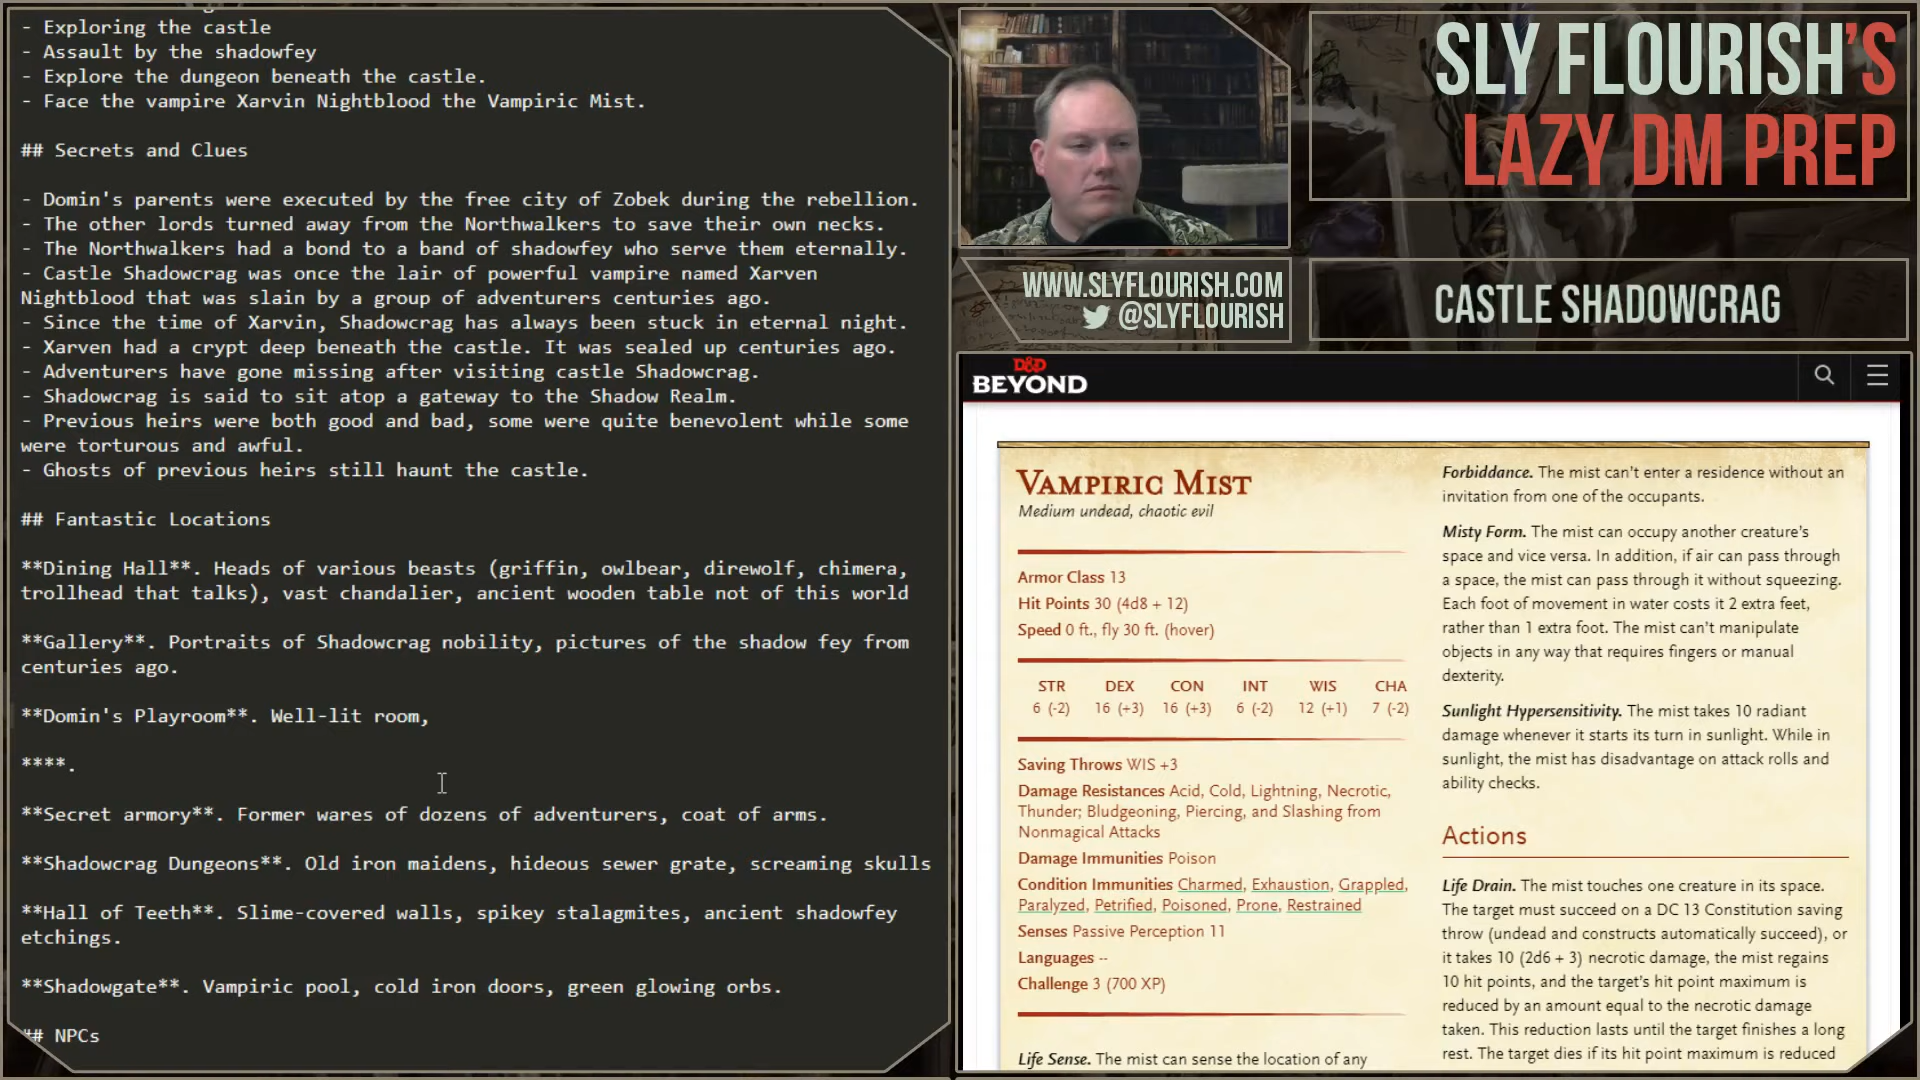 - Exploring the castle
- Assault by the shadowfey
- Explore the dungeon beneath the castle.
- Face the vampire Xarvin Nightblood the Vampiric Mist.
## Secrets and Clues
- Domin's parents were executed by the free city of Zobek during the rebellion.
- The other lords turned away from the Northwalkers to save their own necks.
- The Northwalkers had a bond to a band of shadowfey who serve them eternally.
- Castle Shadowcrag was once the lair of powerful vampire named Xarven
Nightblood that was slain by a group of adventurers centuries ago.
- Since the time of Xarvin, Shadowcrag has always been stuck in eternal night.
- Xarven had a crypt deep beneath the castle. It was sealed up centuries ago.
- Adventurers have gone missing after visiting castle Shadowcrag.
- Shadowcrag is said to sit atop a gateway to the Shadow Realm.
- Previous heirs were both good and bad, some were quite benevolent while some
were torturous and awful.
- Ghosts of previous heirs still haunt the castle.
## Fantastic Locations
**Dining Hall**. Heads of various beasts (griffin, owlbear, direwolf, chimera,
trollhead that talks), vast chandalier, ancient wooden table not of this world
**Gallery**. Portraits of Shadowcrag nobility, pictures of the shadow fey from
centuries ago.
**Domin's Playroom**. Well-lit room,
****.
**Secret armory**. Former wares of dozens of adventurers, coat of arms.
**Shadowcrag Dungeons**. Old iron maidens, hideous sewer grate, screaming skulls
**Hall of Teeth**. Slime-covered walls, spikey stalagmites, ancient shadowfey
etchings.
**Shadowgate**. Vampiric pool, cold iron doors, green glowing orbs.
## NPCs
SLY FLOURISH'S
LAZY DM PREP
WWW.SLYFLOURISH.COM
@SLYFLOURISH
CASTLE SHADOWCRAG
D&D
BEYOND
VAMPIRIC MIST
Medium undead, chaotic evil
Armor Class 13
Hit Points 30 (4d8 + 12)
Speed 0 ft., fly 30 ft. (hover)
STR DEX CON INT WIS CHA
6 (-2) 16 (+3) 16 (+3) 6 (-2) 12 (+1) 7 (-2)
Saving Throws WIS +3
Damage Resistances Acid, Cold, Lightning, Necrotic,
Thunder; Bludgeoning, Piercing, and Slashing from
Nonmagical Attacks
Damage Immunities Poison
Condition Immunities Charmed, Exhaustion, Grappled,
Paralyzed, Petrified, Poisoned, Prone, Restrained
Senses Passive Perception 11
Languages --
Challenge 3 (700 XP)
Life Sense. The mist can sense the location of any
Forbiddance. The mist can't enter a residence without an
invitation from one of the occupants.
Misty Form. The mist can occupy another creature's
space and vice versa. In addition, if air can pass through
a space, the mist can pass through it without squeezing.
Each foot of movement in water costs it 2 extra feet,
rather than 1 extra foot. The mist can't manipulate
objects in any way that requires fingers or manual
dexterity.
Sunlight Hypersensitivity. The mist takes 10 radiant
damage whenever it starts its turn in sunlight. While in
sunlight, the mist has disadvantage on attack rolls and
ability checks.
Actions
Life Drain. The mist touches one creature in its space.
The target must succeed on a DC 13 Constitution saving
throw (undead and constructs automatically succeed), or
it takes 10 (2d6 + 3) necrotic damage, the mist regains
10 hit points, and the target's hit point maximum is
reduced by an amount equal to the necrotic damage
taken. This reduction lasts until the target finishes a long
rest. The target dies if its hit point maximum is reduced